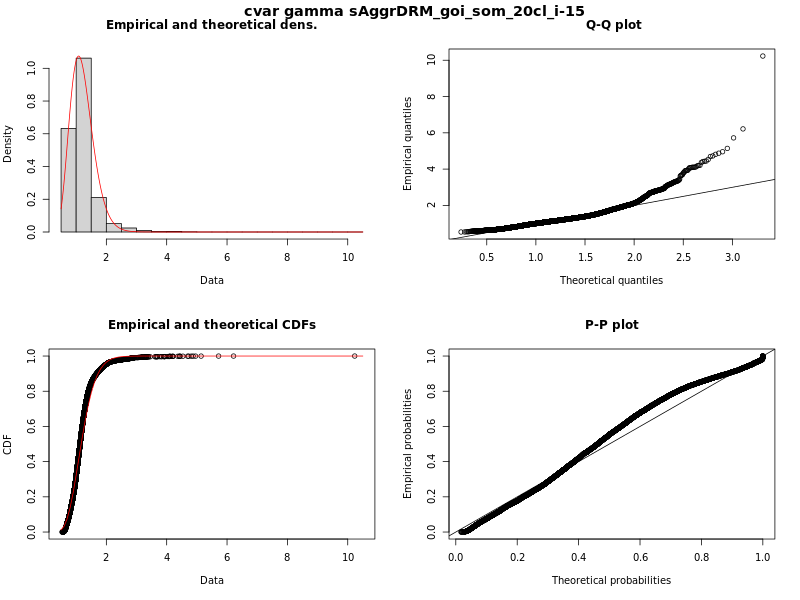 cvar gamma sAggrDRM_goi_som_20cl_i-15
Empirical and theoretical dens.
Density
0.0 0.2 0.4 0.6 0.8 1.0
2 4 6 8 10
Data
Q-Q plot
Empirical quantiles
2 4 6 8 10
0.5 1.0 1.5 2.0 2.5 3.0
Theoretical quantiles
Empirical and theoretical CDFs
CDF
0.0 0.2 0.4 0.6 0.8 1.0
2 4 6 8 10
Data
P-P plot
Empirical probabilities
0.0 0.2 0.4 0.6 0.8 1.0
0.0 0.2 0.4 0.6 0.8 1.0
Theoretical probabilities